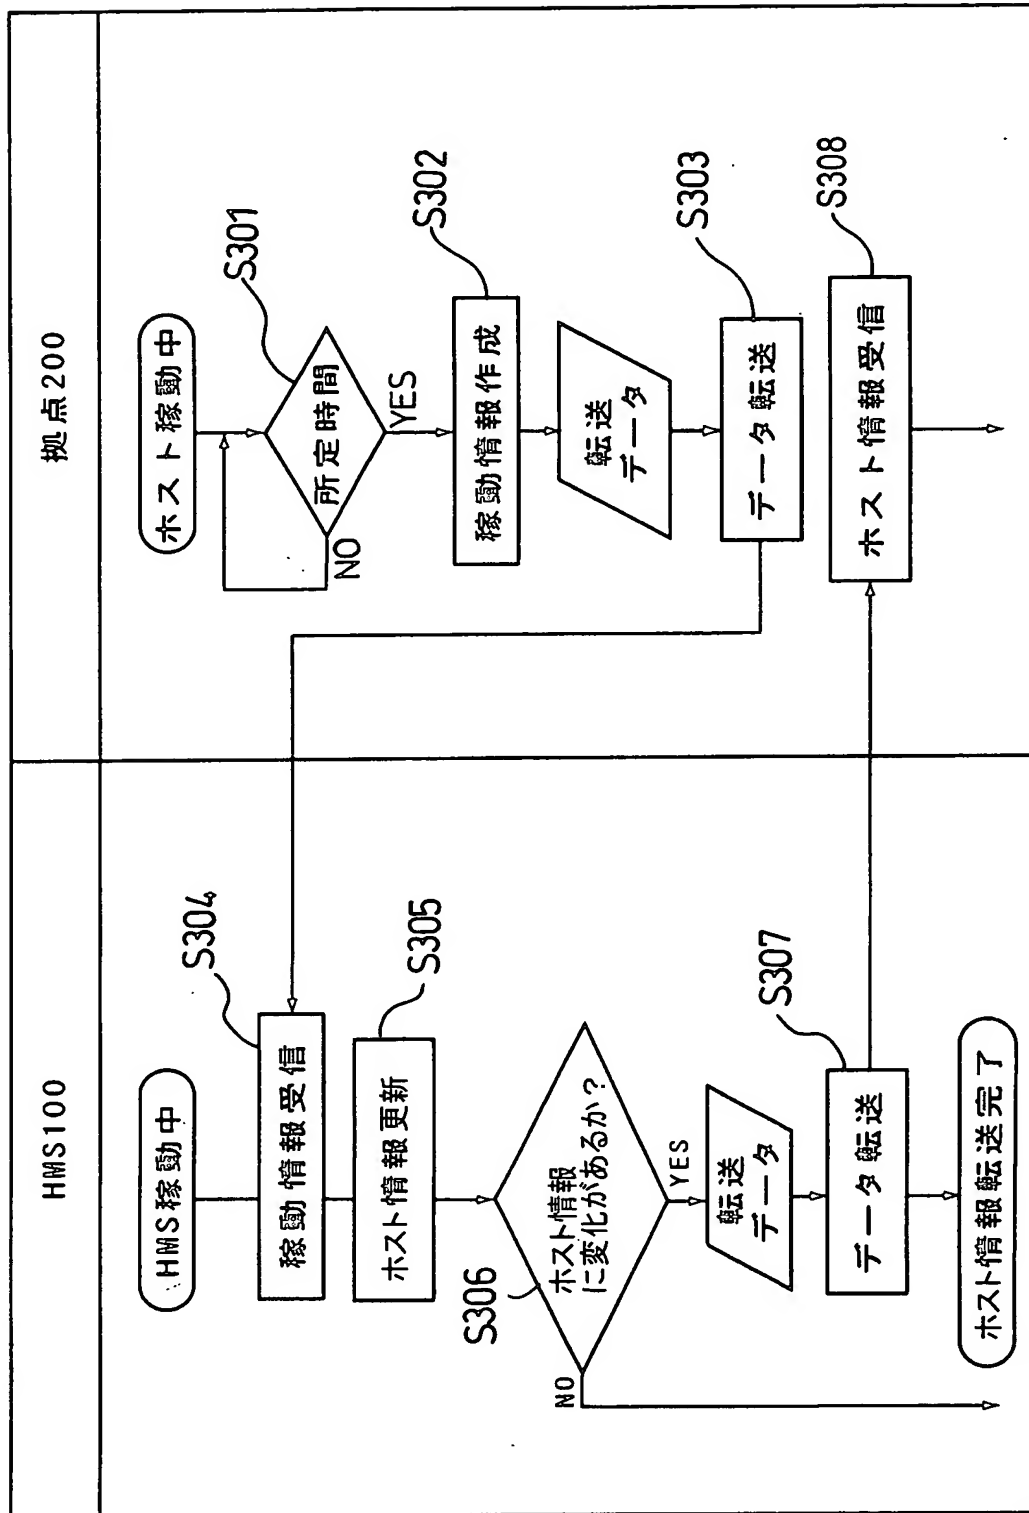 HMS100
拠点200
HMS稼動中
S304
稼動情報受信
S305
ホスト情報更新
S306
ホスト情報
に変化があるか?
NO
YES
転送
データ
S307
データ転送
ホスト情報転送完了
ホスト稼動中
S301
所定時間
NO
YES
S302
稼動情報作成
転送
データ
S303
データ転送
S308
ホスト情報受信